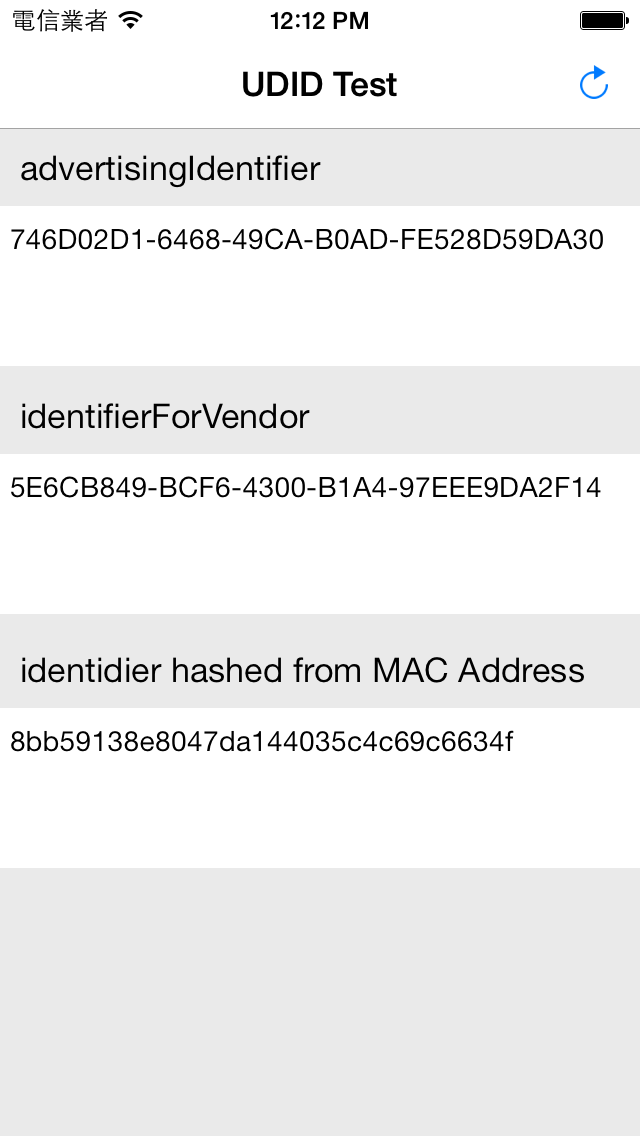 電信業者 12:12 PM
UDID Test
advertisingIdentifier
746D02D1-6468-49CA-B0AD-FE528D59DA30
identifierForVendor
5E6CB849-BCF6-4300-B1A4-97EEE9DA2F14
identidier hashed from MAC Address
8bb59138e8047da144035c4c69c6634f